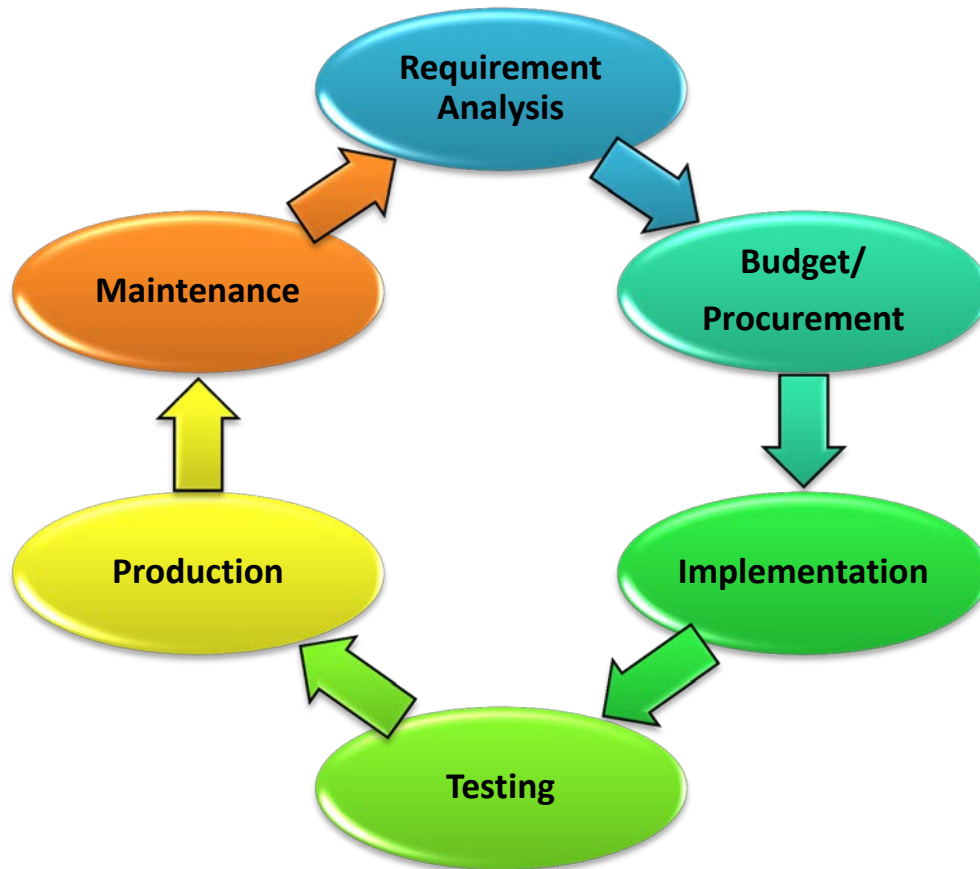 Requirement
Analysis
Budget/
Procurement
Implementation
Testing
Production
Maintenance